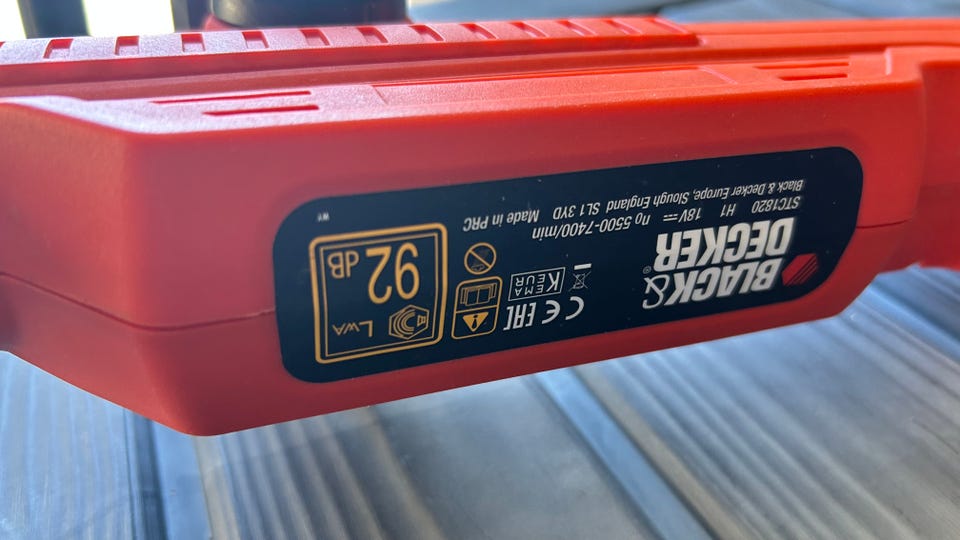 BLACK&
DECKER®
STC1820 H1 18V n₀ 5500-7400/min
Black & Decker Europe, Slough England SL1 3YD Made in PRC
CE EAC
KEMA
KEUR
LWA
92
dB
W1